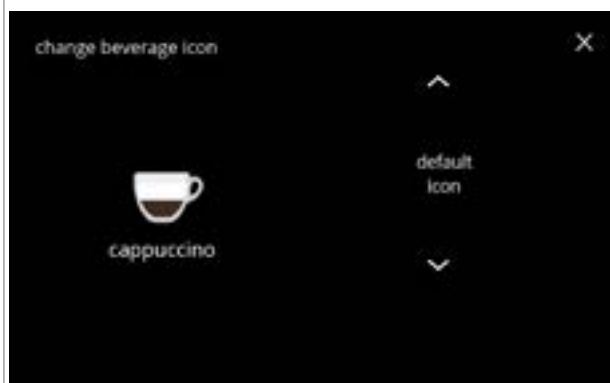 change beverage icon
default
icon
cappuccino